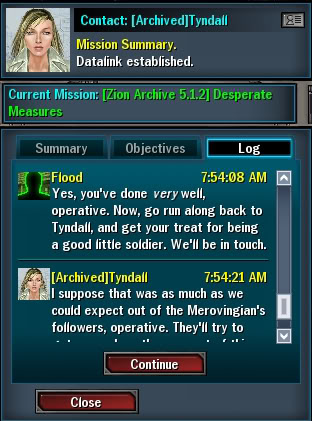 Contact: [Archived]Tyndall
Mission Summary.
Datalink established.
Current Mission: [Zion Archive 5.1.2] Desperate
Measures
Summary
Objectives
Log
Flood 7:54:08 AM
Yes, you've done very well,
operative. Now, go run along back to
Tyndall, and get your treat for being
a good little soldier. We'll be in touch.
[Archived]Tyndall 7:54:21 AM
I suppose that was as much as we
could expect out of the Merovingian's
followers, operative. They'll try to
Continue
Close